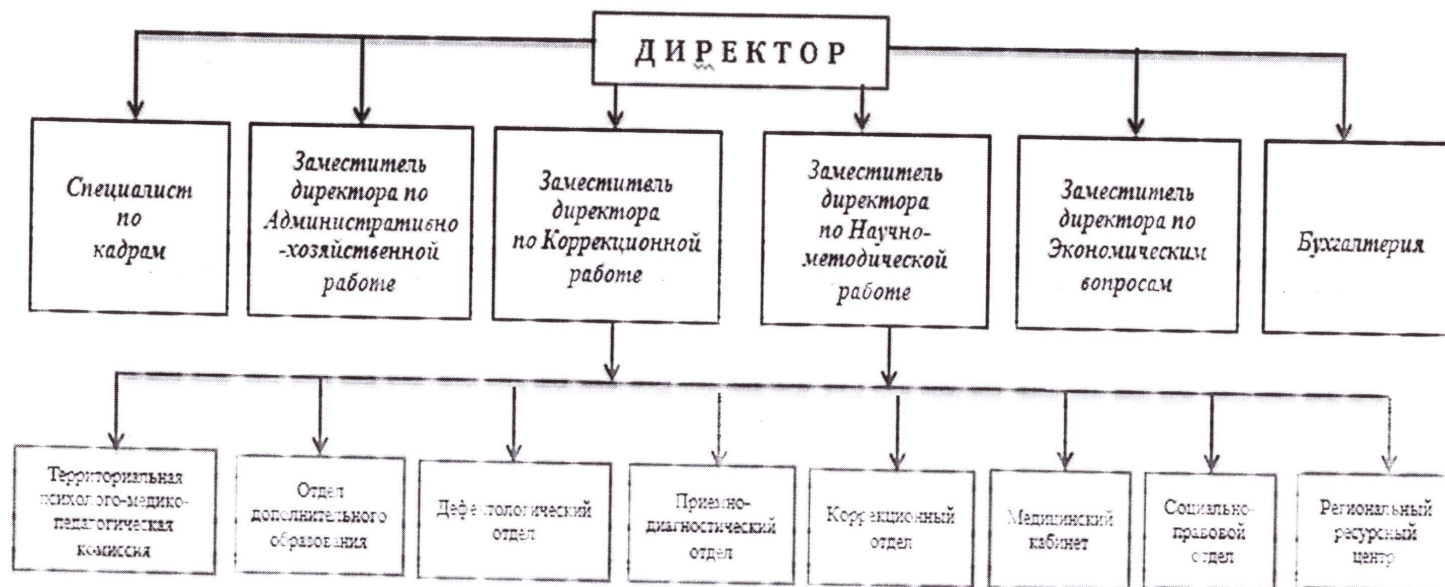 ДИРЕКТОР
Специалист
по
кадрам
Заместитель
директора по
Административно
-хозяйственной
работе
Заместитель
директора
по Коррекционной
работе
Заместитель
директора
по Научно-
методической
работе
Заместитель
директора по
Экономическим
вопросам
Бухгалтерия
Территориальная
психолого-медико-
педагогическая
комиссия
Отдел
дополнительного
образования
Дефектологический
отдел
Приемно-
диагностический
отдел
Коррекционный
отдел
Медицинский
кабинет
Социально-
правовой
отдел
Региональный
ресурсный
центр